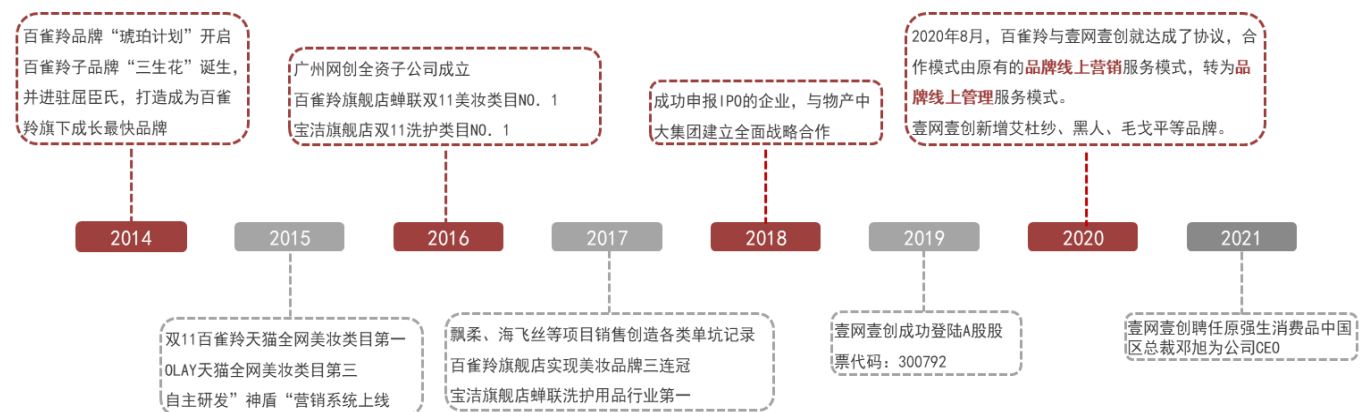 百雀羚品牌“琥珀计划”开启
百雀羚子品牌“三生花”诞生，
并进驻屈臣氏，打造成为百雀
羚旗下成长最快品牌
广州网创全资子公司成立
百雀羚旗舰店蝉联双11美妆类目NO. 1
宝洁旗舰店双11洗护类目NO. 1
成功申报IPO的企业，与物产中
大集团建立全面战略合作
2020年8月，百雀羚与壹网壹创就达成了协议，合
作模式由原有的品牌线上营销服务模式，转为品
牌线上管理服务模式。
壹网壹创新增艾杜纱、黑人、毛戈平等品牌。
2014
2015
2016
2017
2018
2019
2020
2021
双11百雀羚天猫全网美妆类目第一
OLAY天猫全网美妆类目第三
自主研发”神盾“营销系统上线
飘柔、海飞丝等项目销售创造各类单坑记录
百雀羚旗舰店实现美妆品牌三连冠
宝洁旗舰店蝉联洗护用品行业第一
壹网壹创成功登陆A股股
票代码：300792
壹网壹创聘任原强生消费品中国
区总裁邓旭为公司CEO